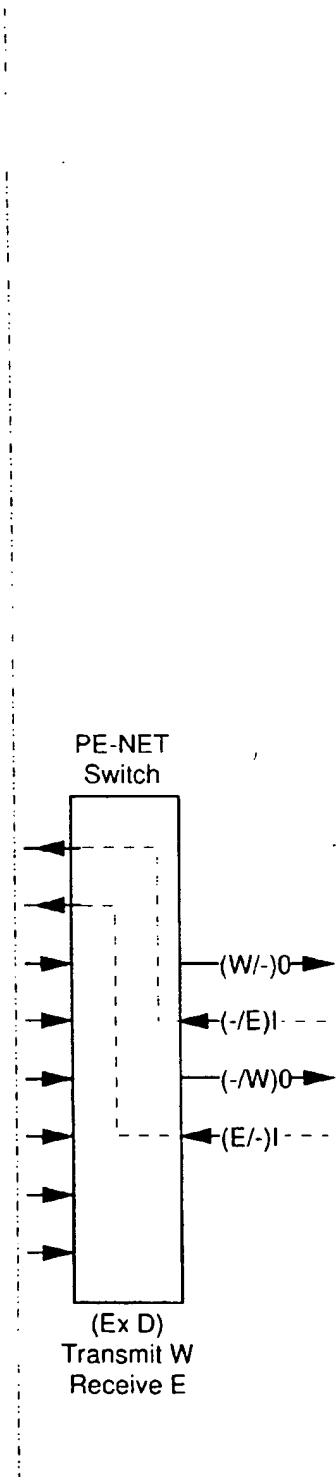 PE-NET
Switch
(W/-)0
(-/E)I
(-/W)0
(E/-)I
(Ex D)
Transmit W
Receive E